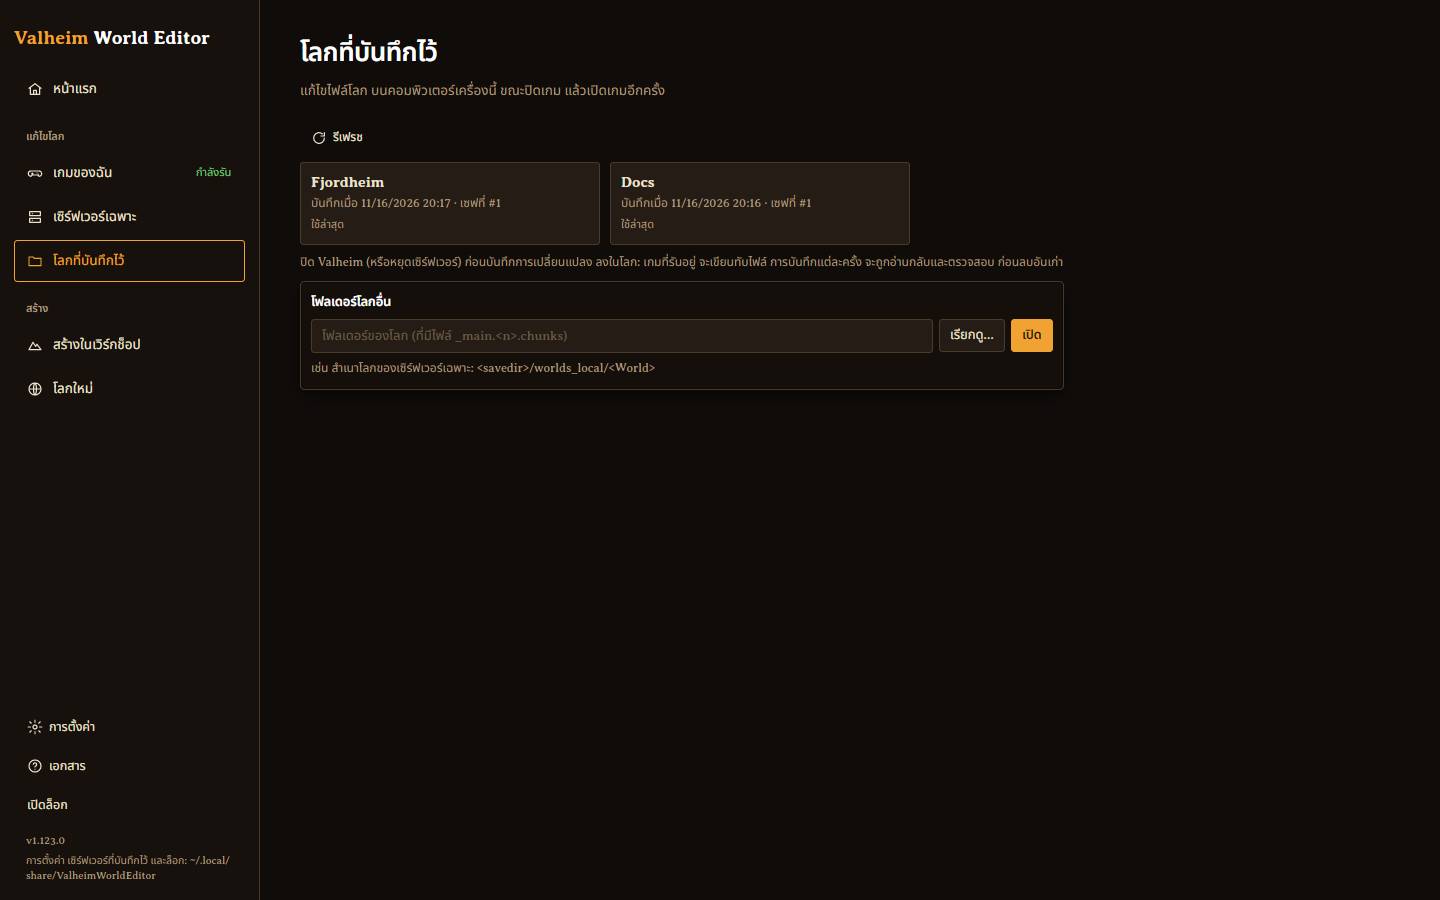 Valheim World Editor
หน้าแรก
แก้ไขโลก
เกมของฉัน กำลังรัน
เซิร์ฟเวอร์เฉพาะ
โลกที่บันทึกไว้
สร้าง
สร้างในเวิร์กช็อป
โลกใหม่
การตั้งค่า
เอกสาร
เปิดล็อก
v1.123.0
การตั้งค่า เซิร์ฟเวอร์ที่บันทึกไว้ และล็อก: ~/.local/
share/ValheimWorldEditor
โลกที่บันทึกไว้
แก้ไขไฟล์โลก บนคอมพิวเตอร์เครื่องนี้ ขณะปิดเกม แล้วเปิดเกมอีกครั้ง
รีเฟรช
Fjordheim
บันทึกเมื่อ 11/16/2026 20:17 · เซฟที่ #1
ใช้ล่าสุด
Docs
บันทึกเมื่อ 11/16/2026 20:16 · เซฟที่ #1
ใช้ล่าสุด
ปิด Valheim (หรือหยุดเซิร์ฟเวอร์) ก่อนบันทึกการเปลี่ยนแปลง ลงในโลก: เกมที่รันอยู่ จะเขียนทับไฟล์ การบันทึกแต่ละครั้ง จะถูกอ่านกลับและตรวจสอบ ก่อนลบอันเก่า
โฟลเดอร์โลกอื่น
โฟลเดอร์ของโลก (ที่มีไฟล์ _main.<n>.chunks)
เรียกดู...
เปิด
เช่น สำเนาโลกของเซิร์ฟเวอร์เฉพาะ: <savedir>/worlds_local/<World>